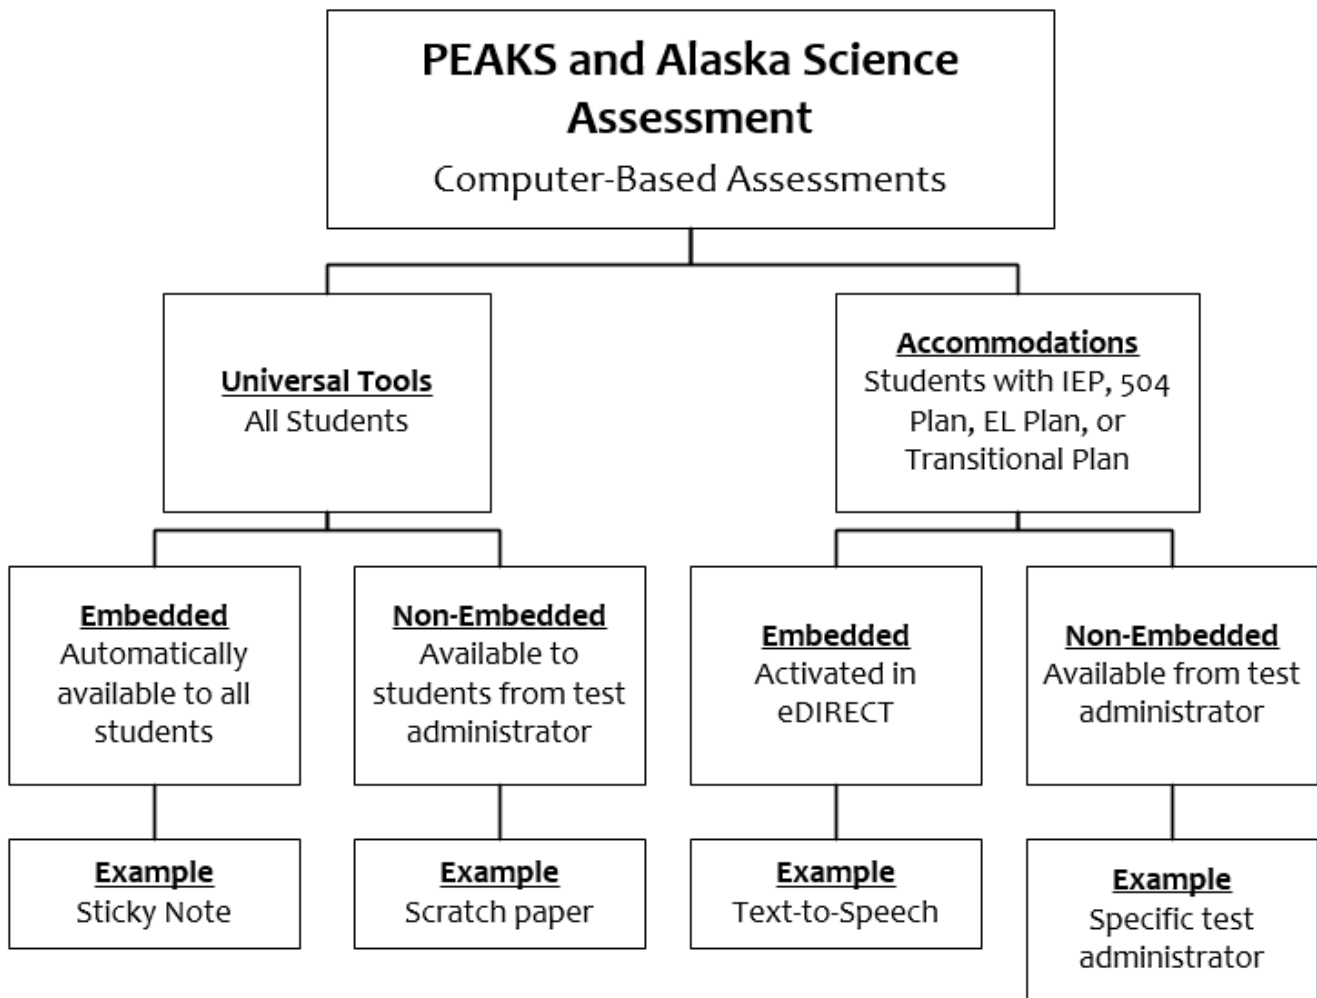 PEAKS and Alaska Science
Assessment
Computer-Based Assessments
Universal Tools
All Students
Accommodations
Students with IEP, 504
Plan, EL Plan, or
Transitional Plan
Embedded
Automatically
available to all
students
Non-Embedded
Available to
students from test
administrator
Embedded
Activated in
eDIRECT
Non-Embedded
Available from test
administrator
Example
Sticky Note
Example
Scratch paper
Example
Text-to-Speech
Example
Specific test
administrator